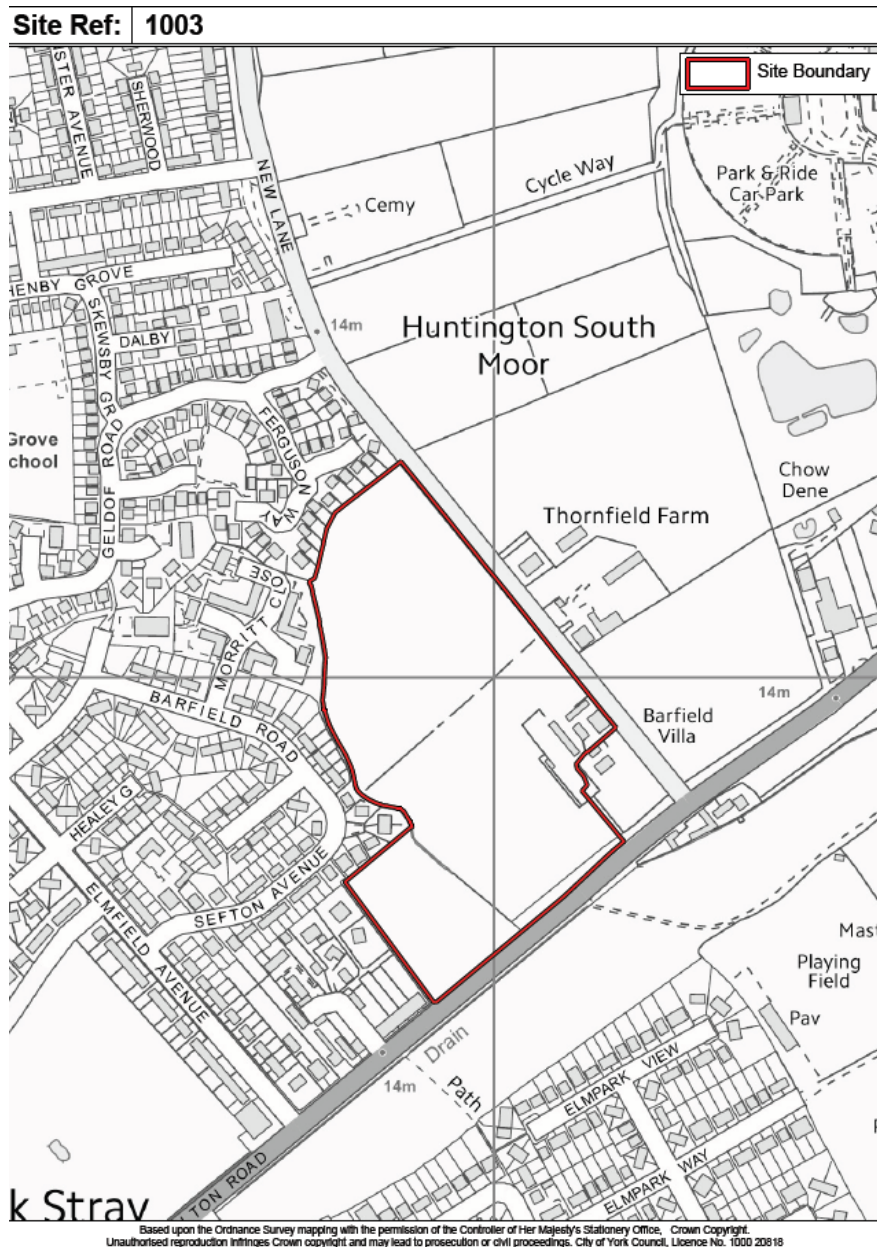 Site Ref: 1003
Site Boundary
STER AVENUE
SHERWOOD
NEW LANE
Cemy
Cycle Way
Park & Ride
Car Park
HENBY GROVE
SKEWSBY GR
DALBY
14m
Huntington South
Moor
Grove
chool
GELDOF ROAD
FERGUSON
WAY
Chow
Dene
Thornfield Farm
MORRITT CLOSE
BARFIELD ROAD
14m
Barfield
Villa
HEALEY G
SEFTON AVENUE
ELMFIELD AVENUE
Mast
Playing
Field
Pav
Drain
14m
Path
ELMPARK VIEW
ELMPARK WAY
k Stray
TON ROAD
Based upon the Ordnance Survey mapping with the permission of the Controller of Her Majesty's Stationery Office, Crown Copyright.
Unauthorised reproduction infringes Crown copyright and may lead to prosecution or civil proceedings. City of York Council, Licence No. 1000 20818